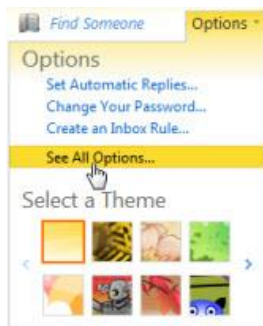 Find Someone
Options
Options
Set Automatic Replies...
Change Your Password...
Create an Inbox Rule...
See All Options...
Select a Theme